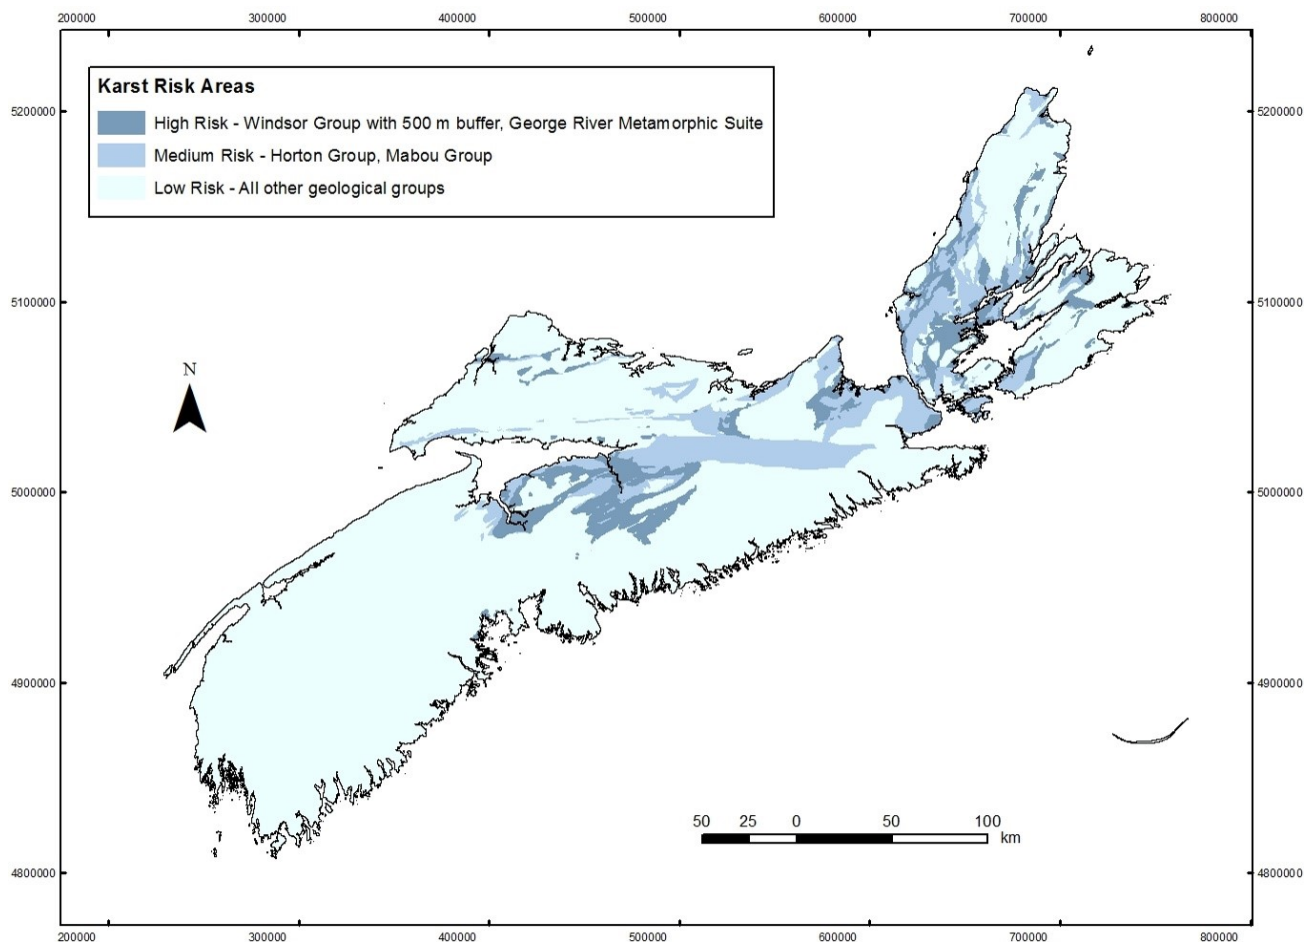 200000 300000 400000 500000 600000 700000 800000
Karst Risk Areas
High Risk - Windsor Group with 500 m buffer, George River Metamorphic Suite
Medium Risk - Horton Group, Mabou Group
Low Risk - All other geological groups
5200000 5200000
5100000 5100000
N
5000000 5000000
4900000 4900000
50 25 0 50 100
km
4800000 4800000
200000 300000 400000 500000 600000 700000 800000